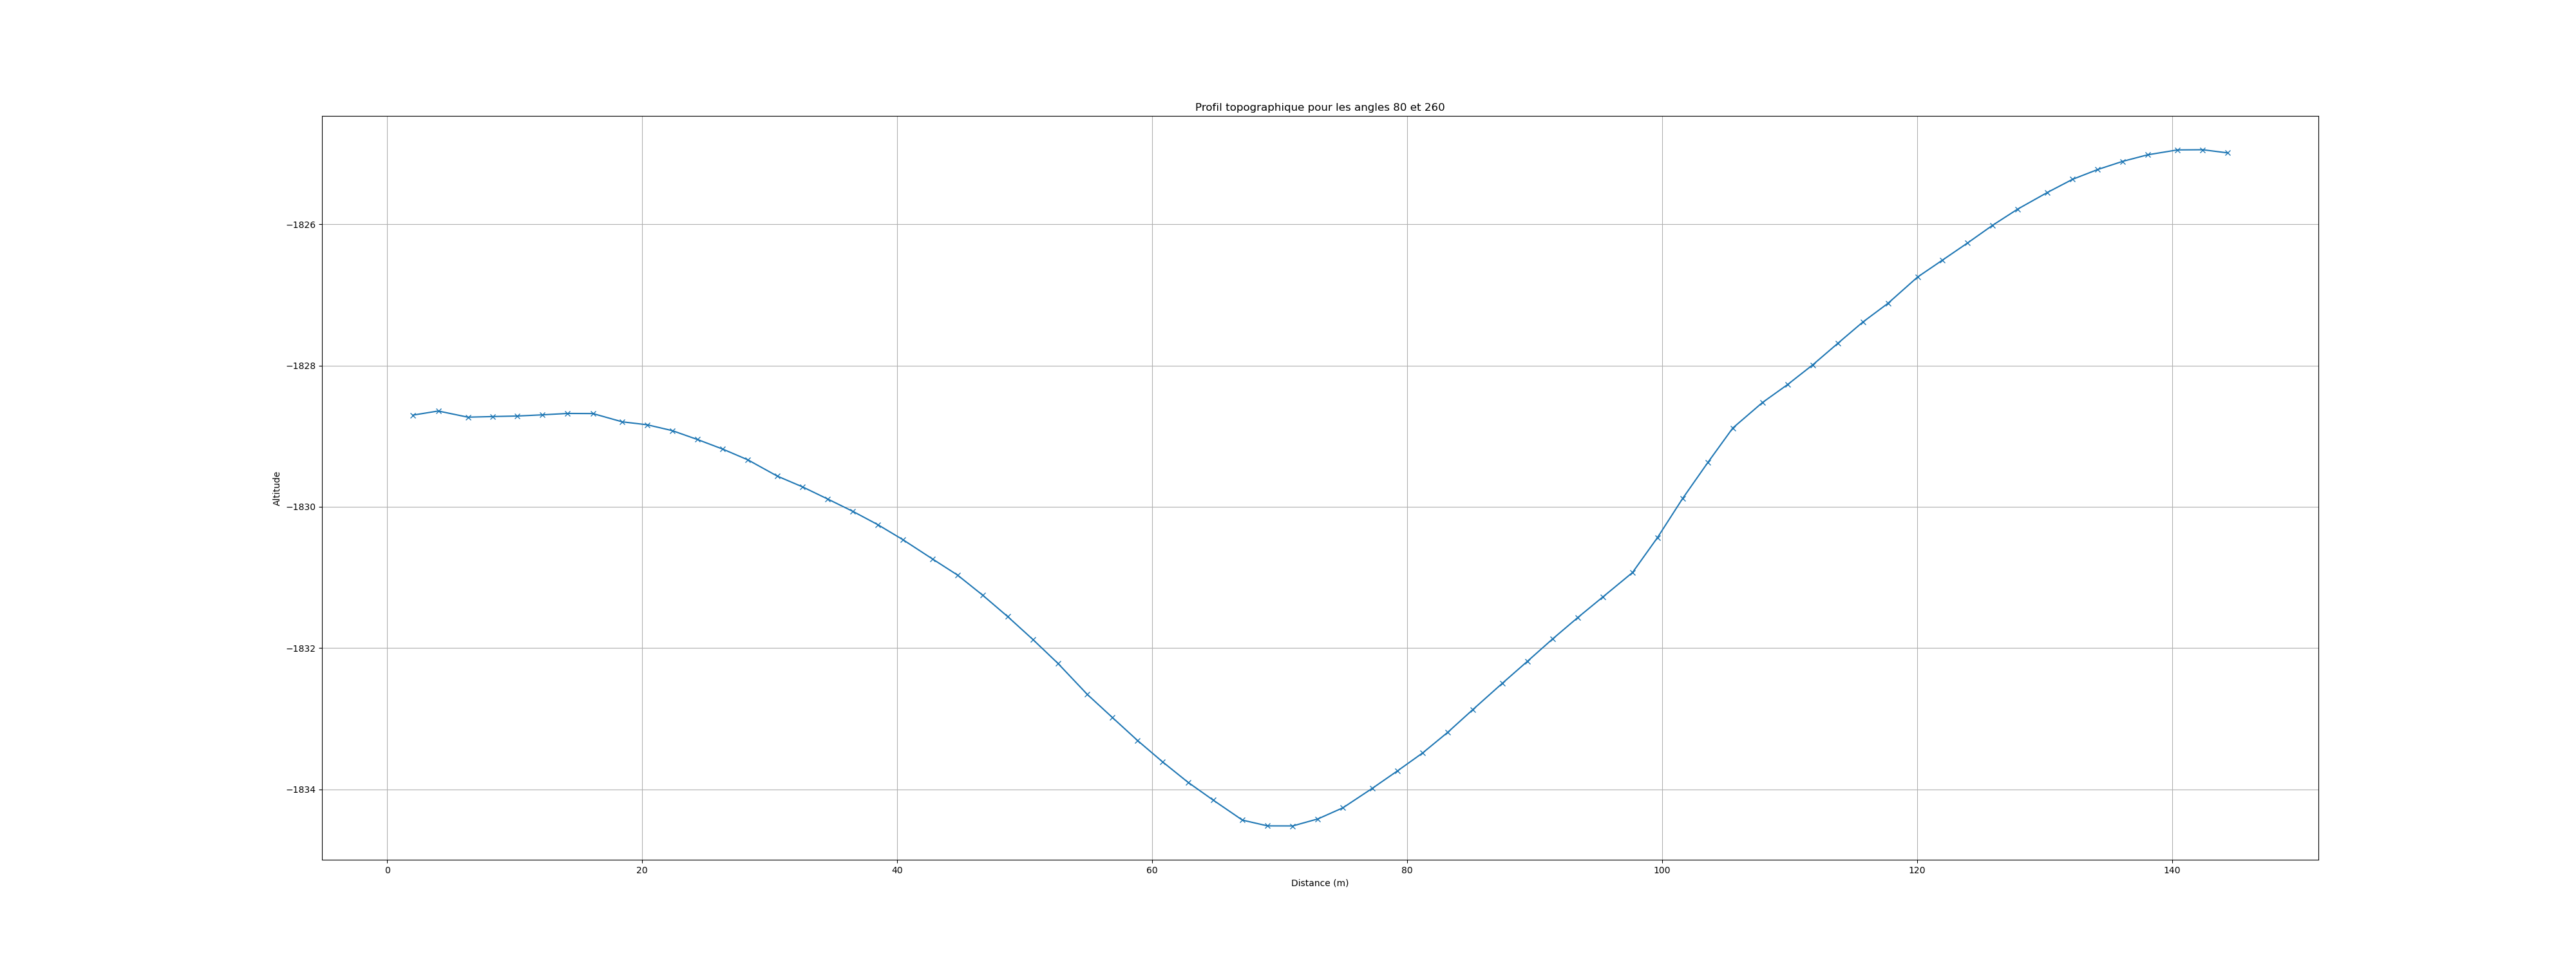 Profil topographique pour les angles 80 et 260
−1826
−1828
−1830
−1832
−1834
Altitude
0 20 40 60 80 100 120 140
Distance (m)